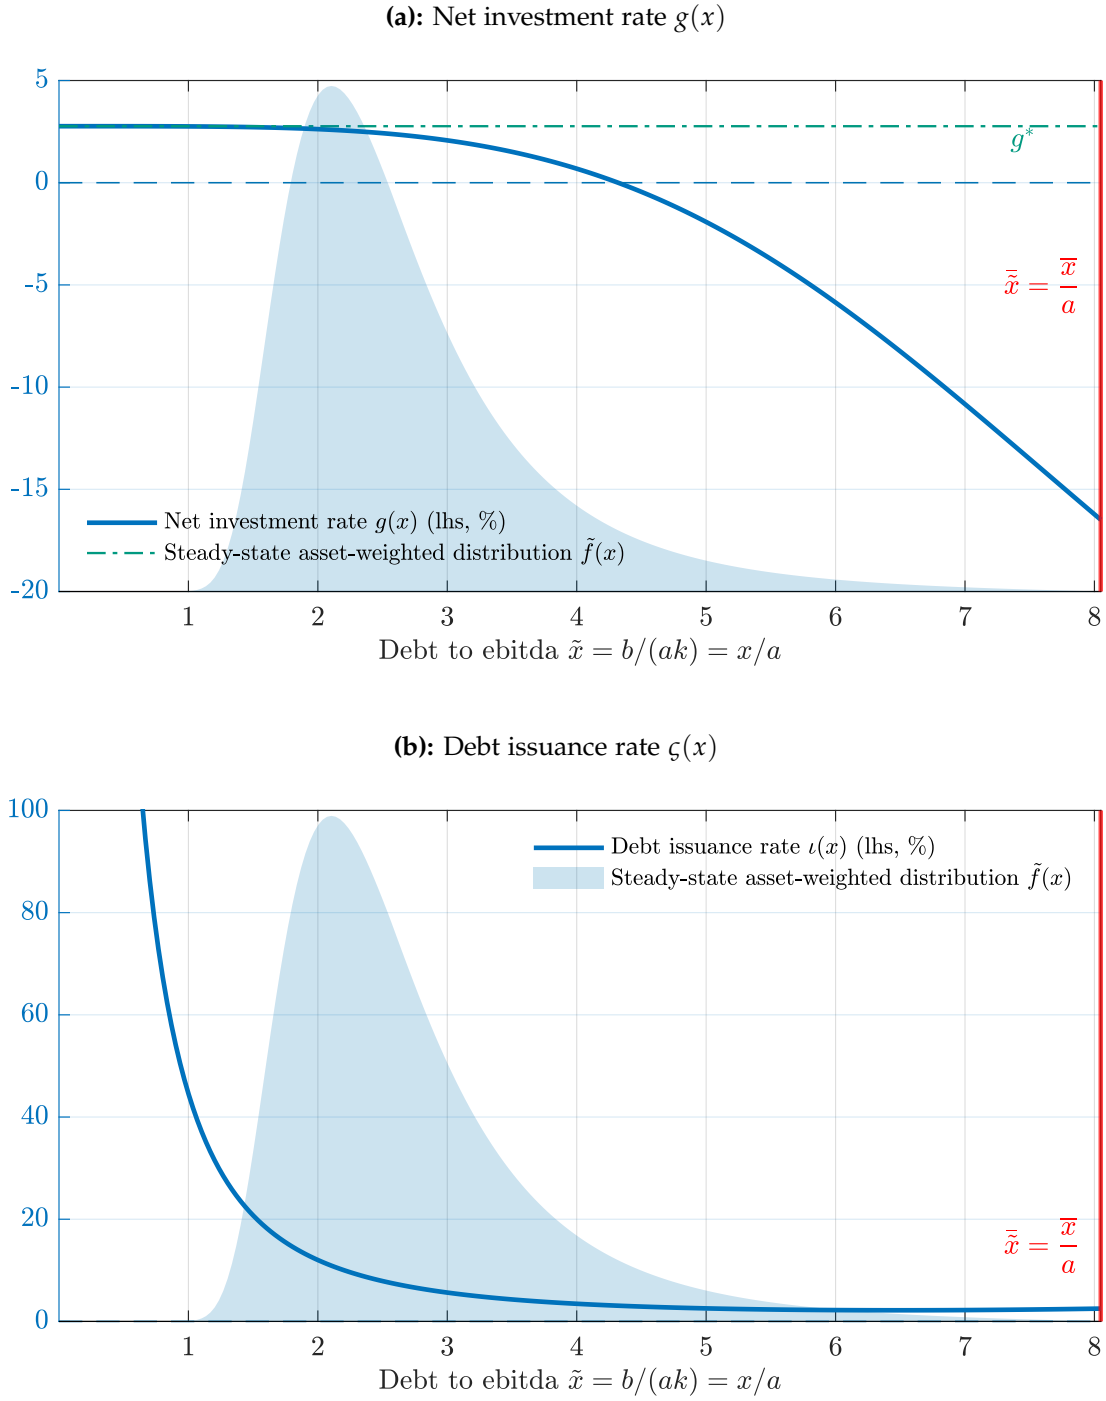 (a): Net investment rate g(x)
5
0
-5
-10
-15
-20
g*
x̄̃ = x̄/a
Net investment rate g(x) (lhs, %)
Steady-state asset-weighted distribution f̃(x)
1 2 3 4 5 6 7 8
Debt to ebitda x̃ = b/(ak) = x/a
(b): Debt issuance rate ς(x)
100
80
60
40
20
0
Debt issuance rate ι(x) (lhs, %)
Steady-state asset-weighted distribution f̃(x)
x̄̃ = x̄/a
1 2 3 4 5 6 7 8
Debt to ebitda x̃ = b/(ak) = x/a